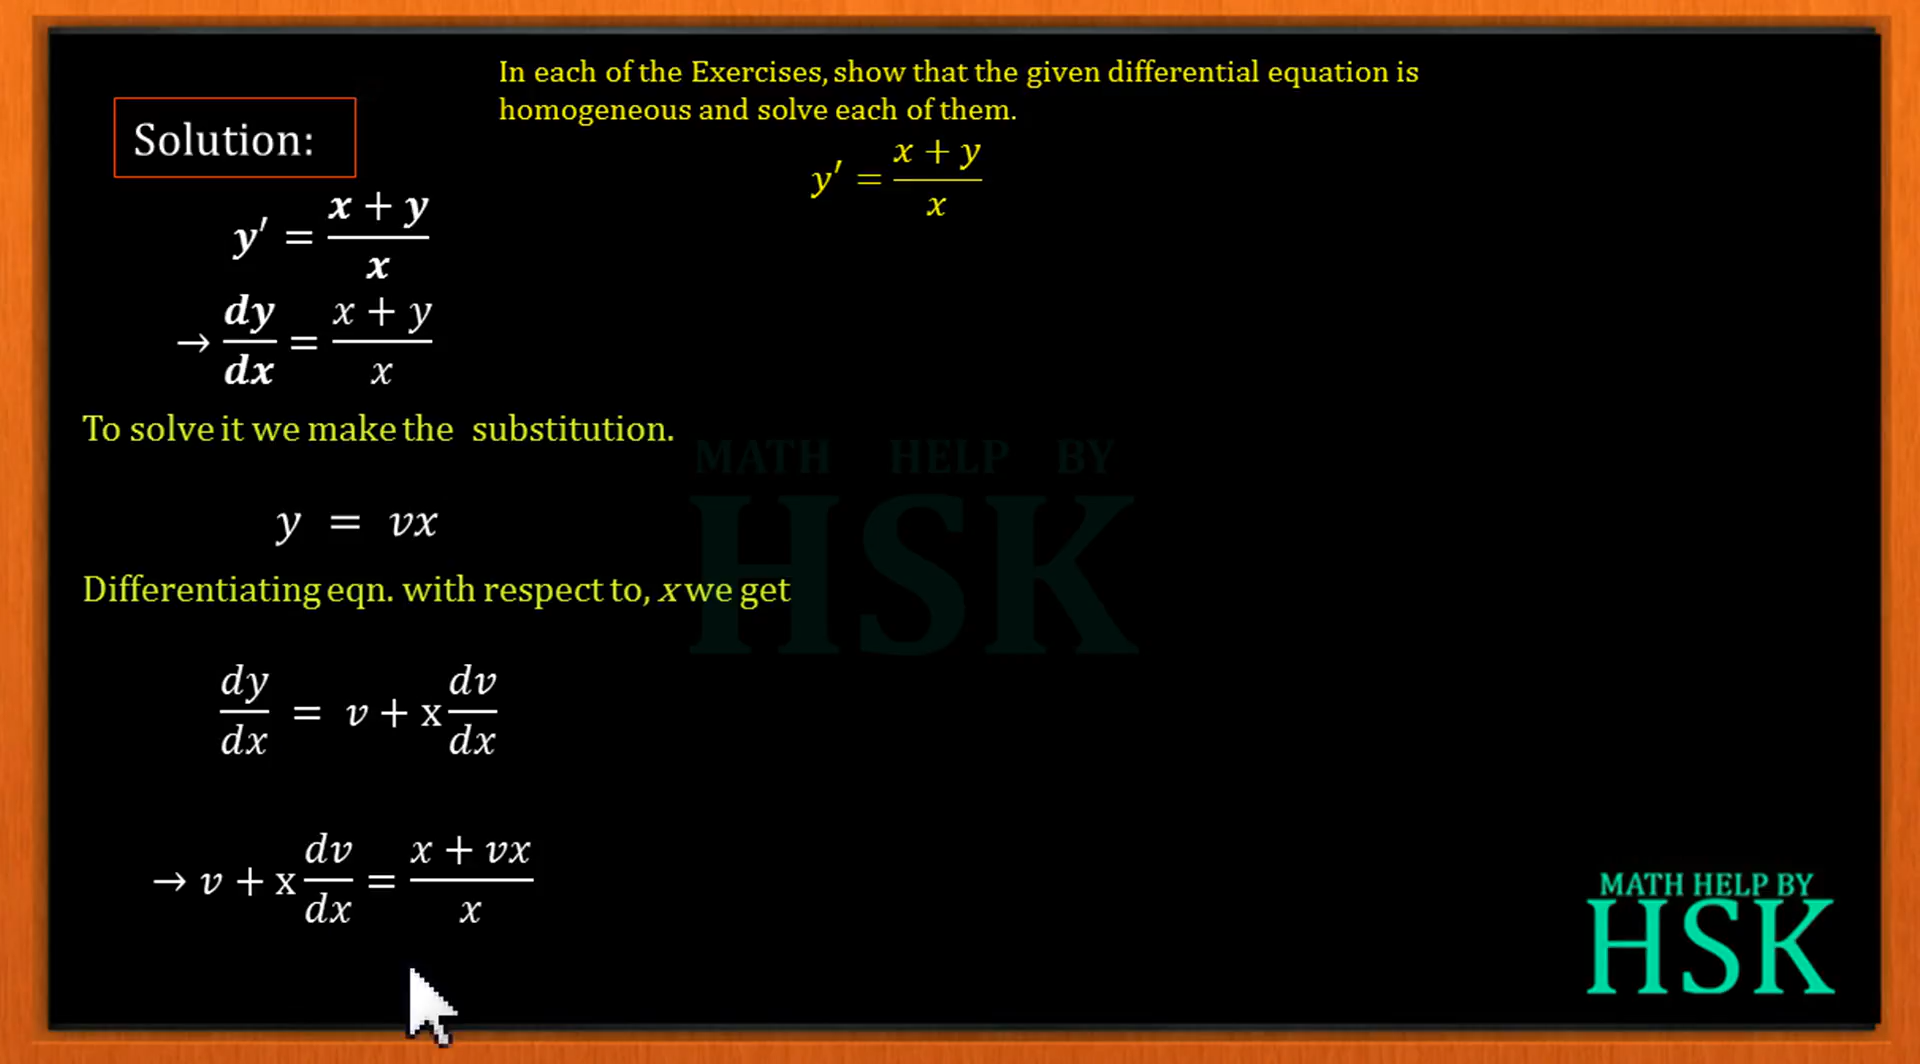 In each of the Exercises, show that the given differential equation is
homogeneous and solve each of them.
y′ = (x + y)/x
Solution:
y′ = (x + y)/x
→ dy/dx = (x + y)/x
To solve it we make the substitution.
y = vx
Differentiating eqn. with respect to, x we get
dy/dx = v + x dv/dx
→ v + x dv/dx = (x + vx)/x
MATH HELP BY
HSK
MATH HELP BY
HSK